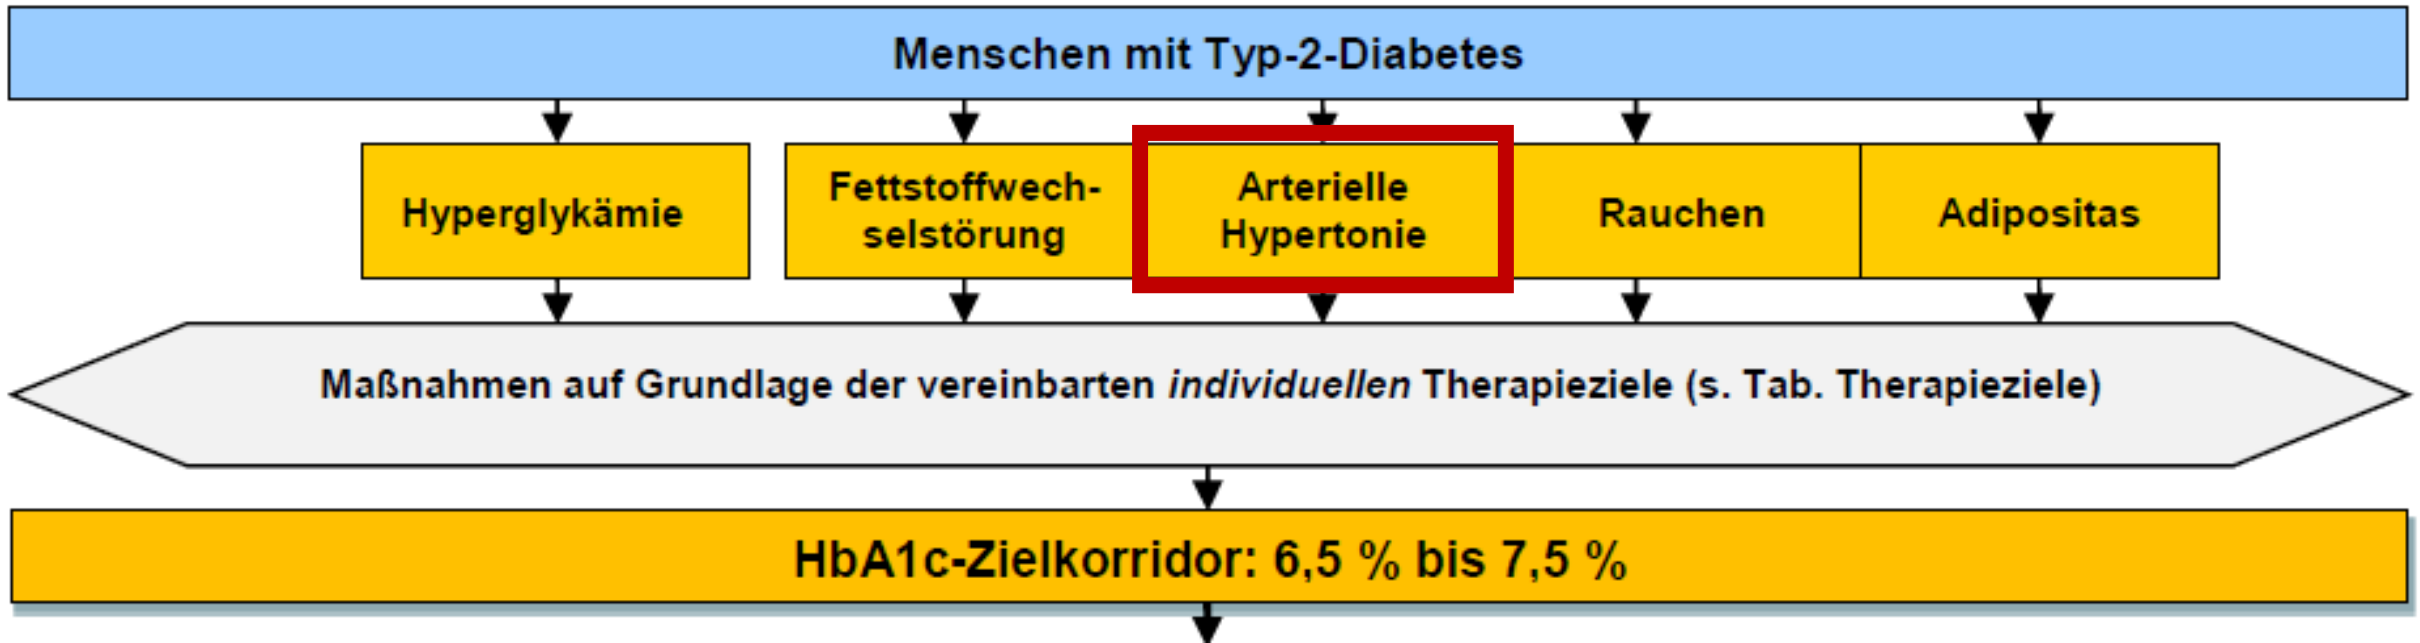 Menschen mit Typ-2-Diabetes
Hyperglykämie
Fettstoffwech-
selstörung
Arterielle
Hypertonie
Rauchen
Adipositas
Maßnahmen auf Grundlage der vereinbarten individuellen Therapieziele (s. Tab. Therapieziele)
HbA1c-Zielkorridor: 6,5 % bis 7,5 %